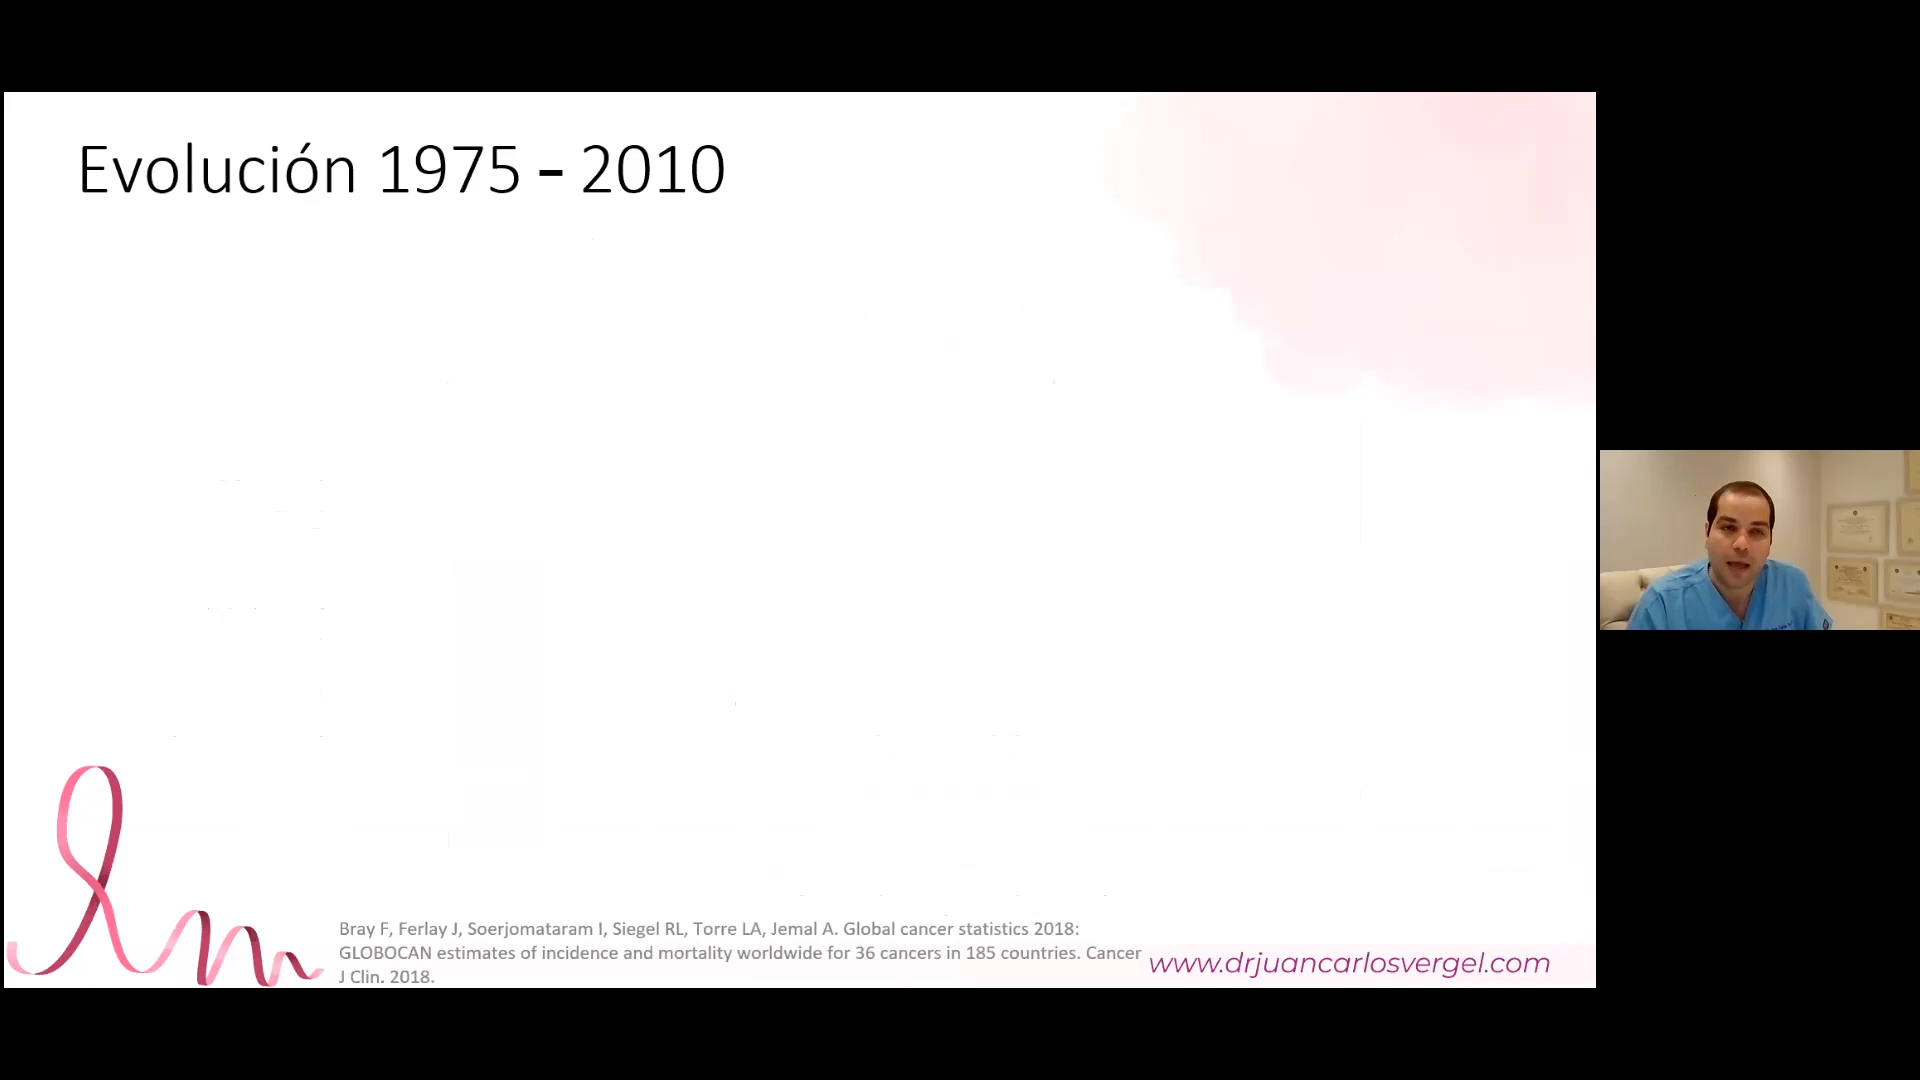 Evolución 1975 - 2010
Bray F, Ferlay J, Soerjomataram I, Siegel RL, Torre LA, Jemal A. Global cancer statistics 2018:
GLOBOCAN estimates of incidence and mortality worldwide for 36 cancers in 185 countries. Cancer
J Clin. 2018.
www.drjuancarlosvergel.com